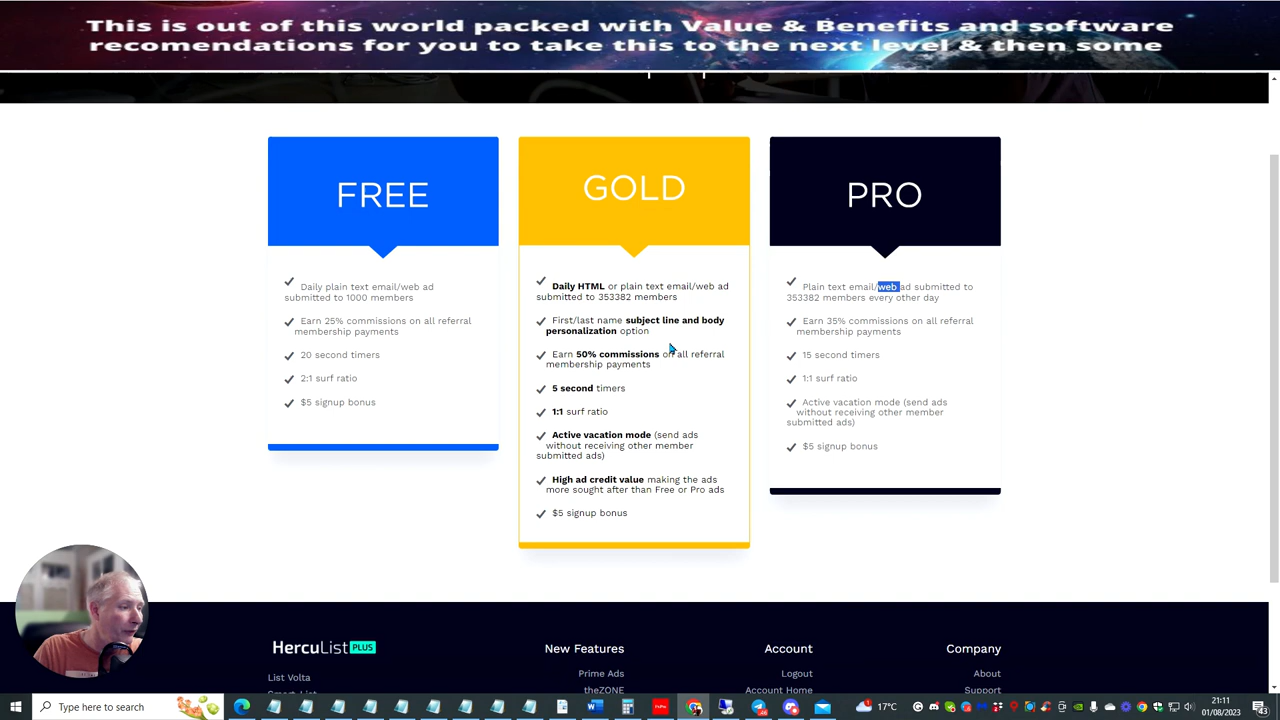 This is out of this world packed with Value & Benefits and software
recomendations for you to take this to the next level & then some
FREE
Daily plain text email/web ad
submitted to 1000 members
Earn 25% commissions on all referral
membership payments
20 second timers
2:1 surf ratio
$5 signup bonus
GOLD
Daily HTML or plain text email/web ad
submitted to 353382 members
First/last name subject line and body
personalization option
Earn 50% commissions on all referral
membership payments
5 second timers
1:1 surf ratio
Active vacation mode (send ads
without receiving other member
submitted ads)
High ad credit value making the ads
more sought after than Free or Pro ads
$5 signup bonus
PRO
Plain text email/web ad submitted to
353382 members every other day
Earn 35% commissions on all referral
membership payments
15 second timers
1:1 surf ratio
Active vacation mode (send ads
without receiving other member
submitted ads)
$5 signup bonus
HercuList PLUS
List Volta
New Features
Prime Ads
theZONE
Account
Logout
Account Home
Company
About
Support
Type here to search
17°C
21:11
01/08/2023